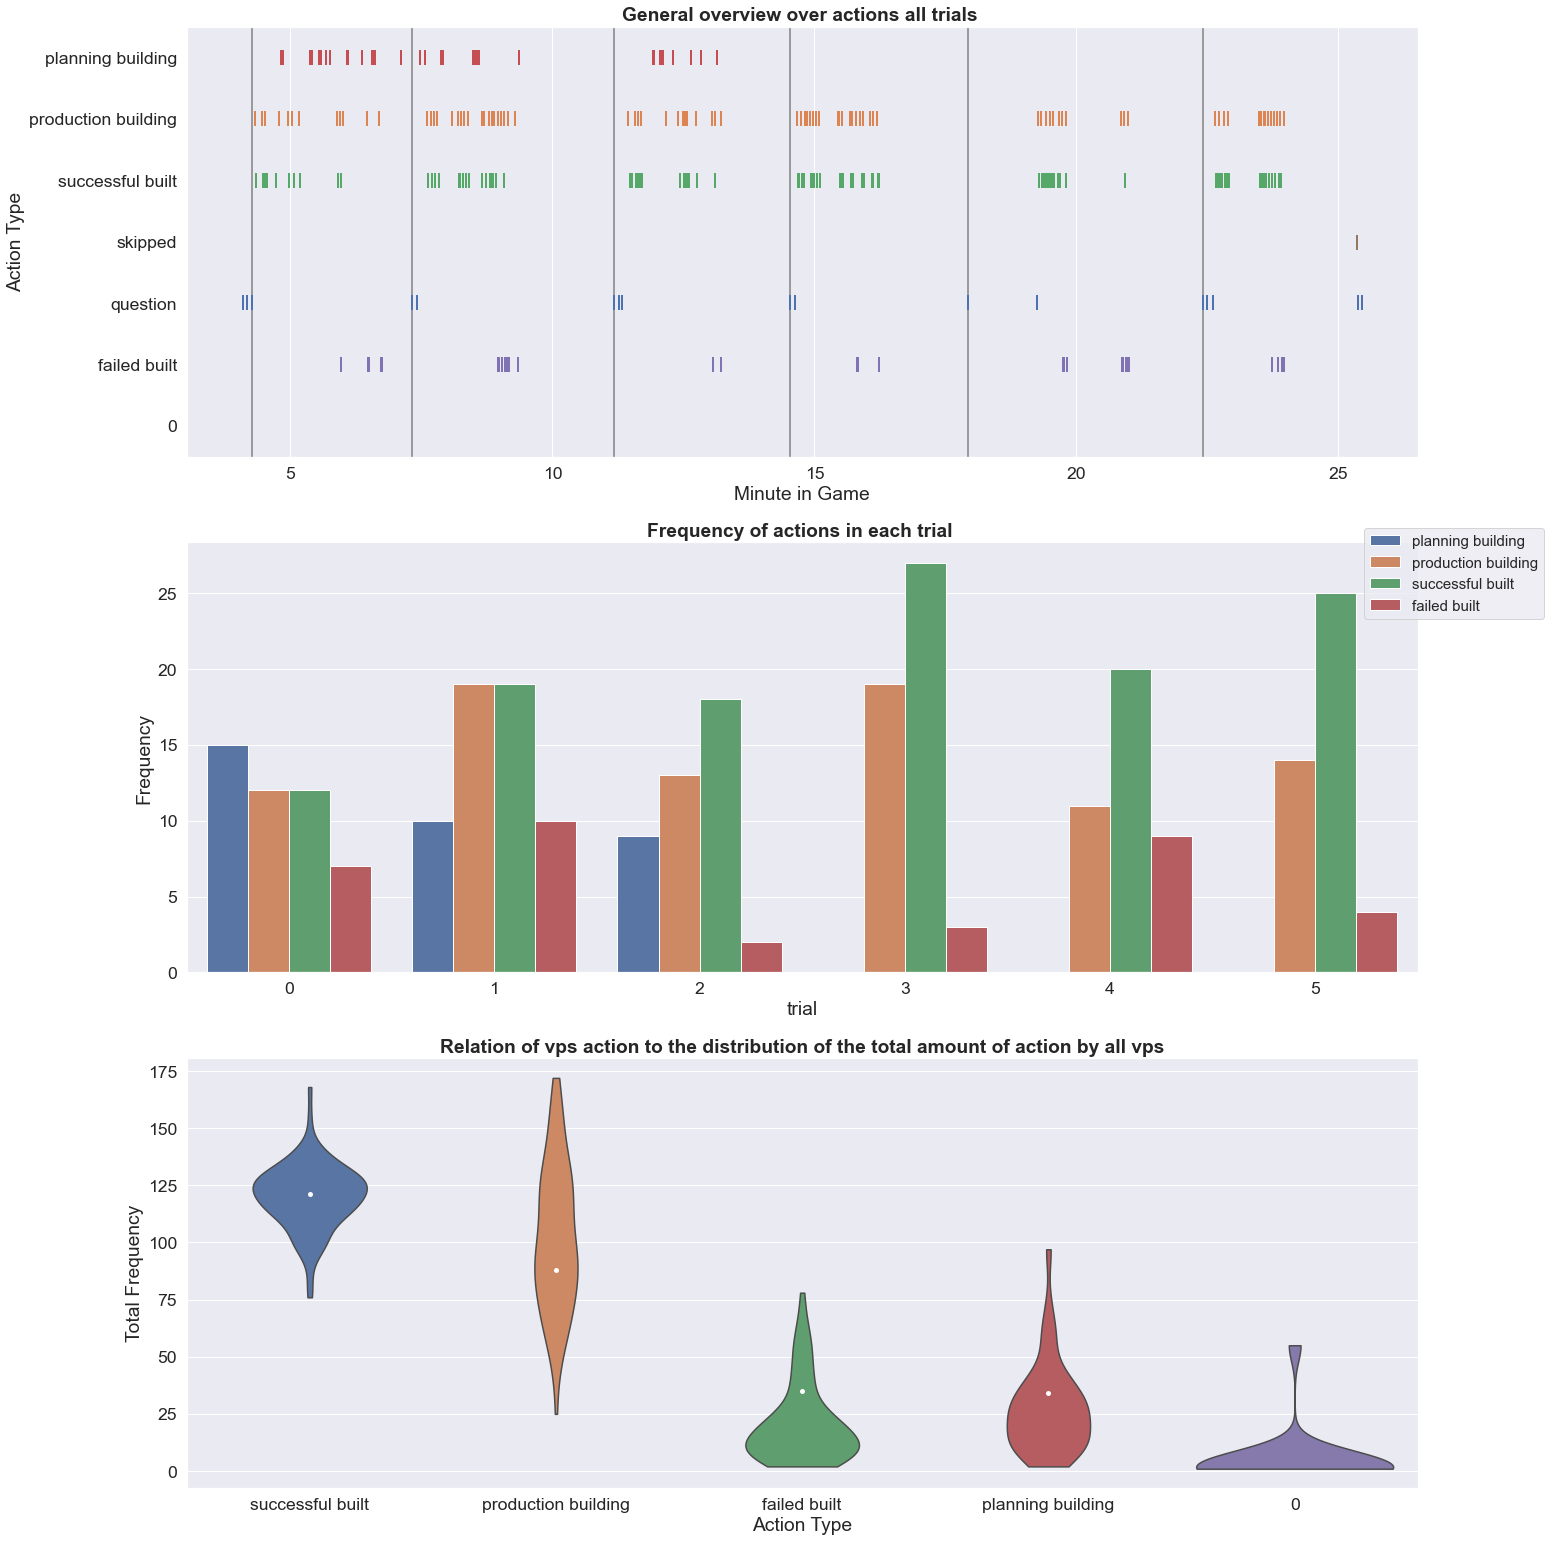 General overview over actions all trials
planning building
production building
successful built
skipped
question
failed built
0
Action Type
5 10 15 20 25
Minute in Game
Frequency of actions in each trial
planning building
production building
successful built
failed built
25
20
15
10
5
0
Frequency
0 1 2 3 4 5
trial
Relation of vps action to the distribution of the total amount of action by all vps
175
150
125
100
75
50
25
0
Total Frequency
successful built production building failed built planning building 0
Action Type